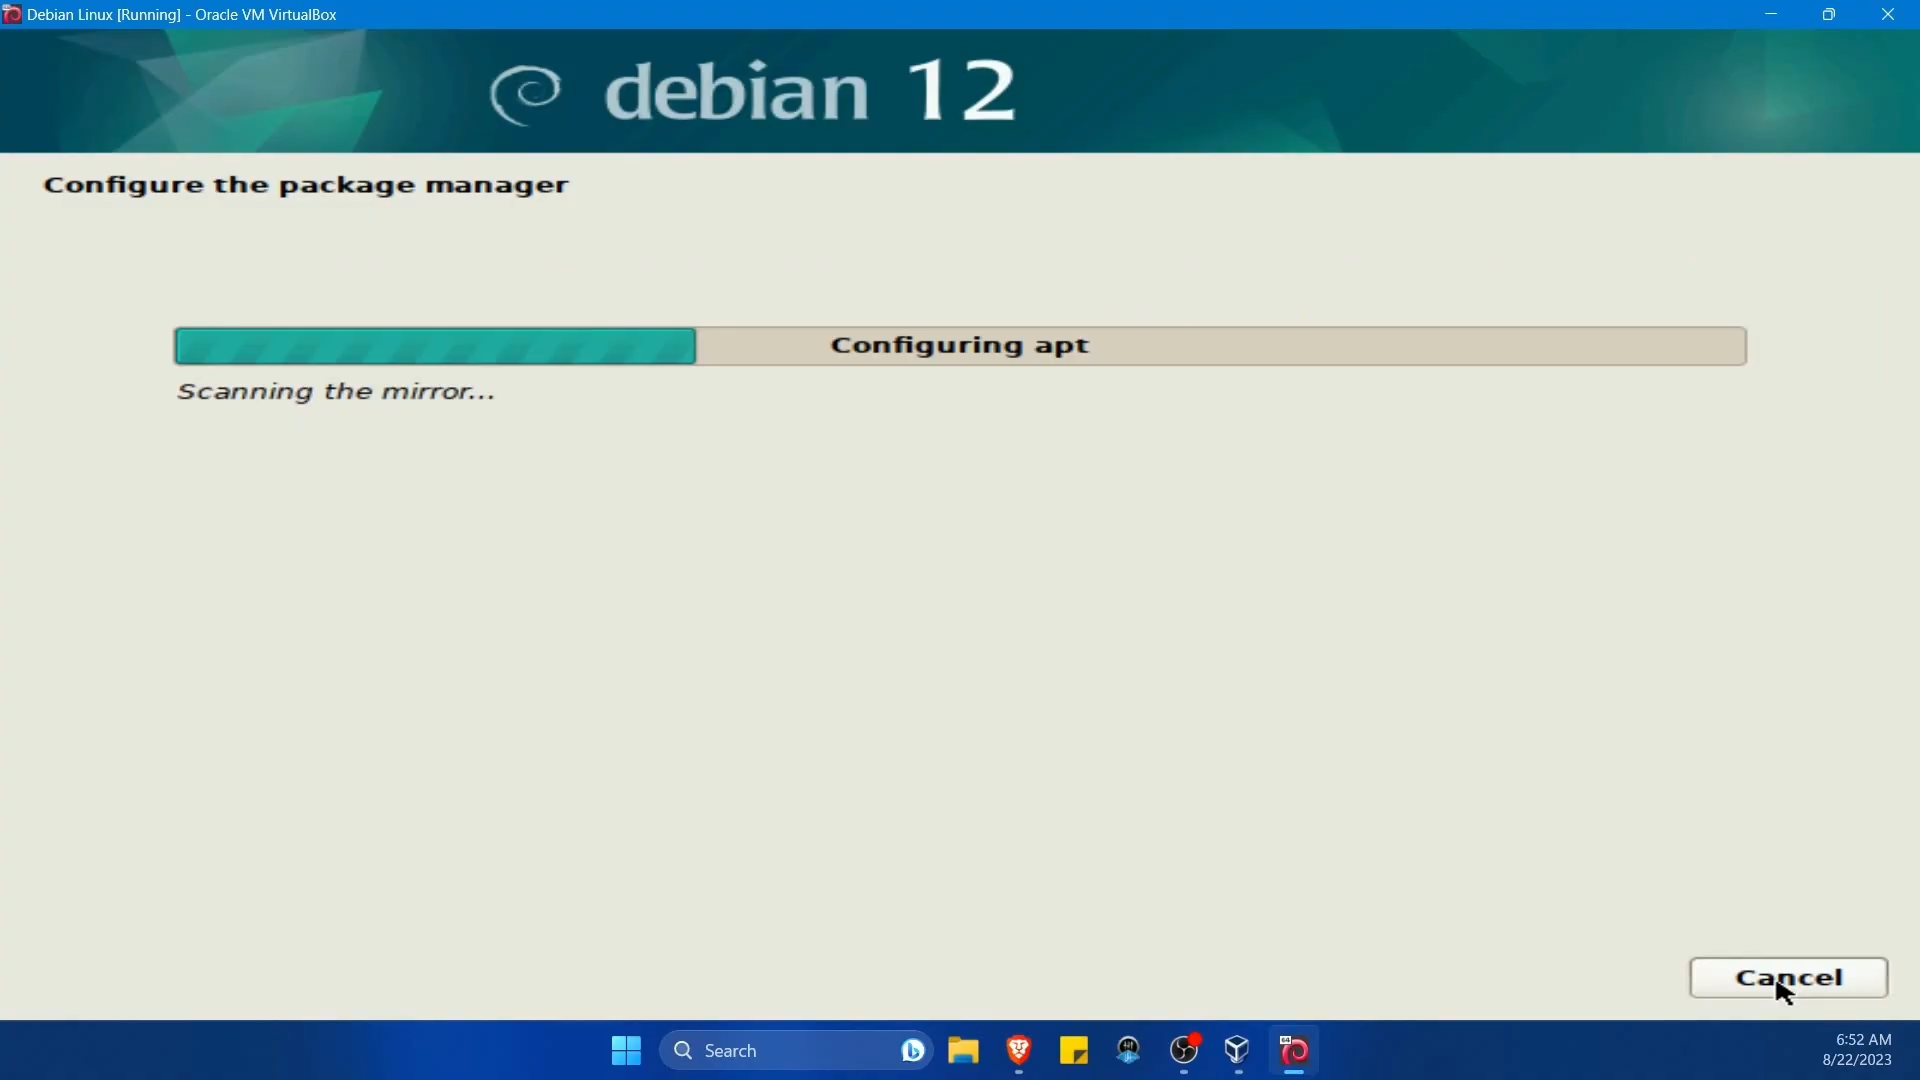 Debian Linux [Running] - Oracle VM VirtualBox
debian 12
Configure the package manager
Configuring apt
Scanning the mirror...
Cancel
Search
64
6:52 AM
8/22/2023